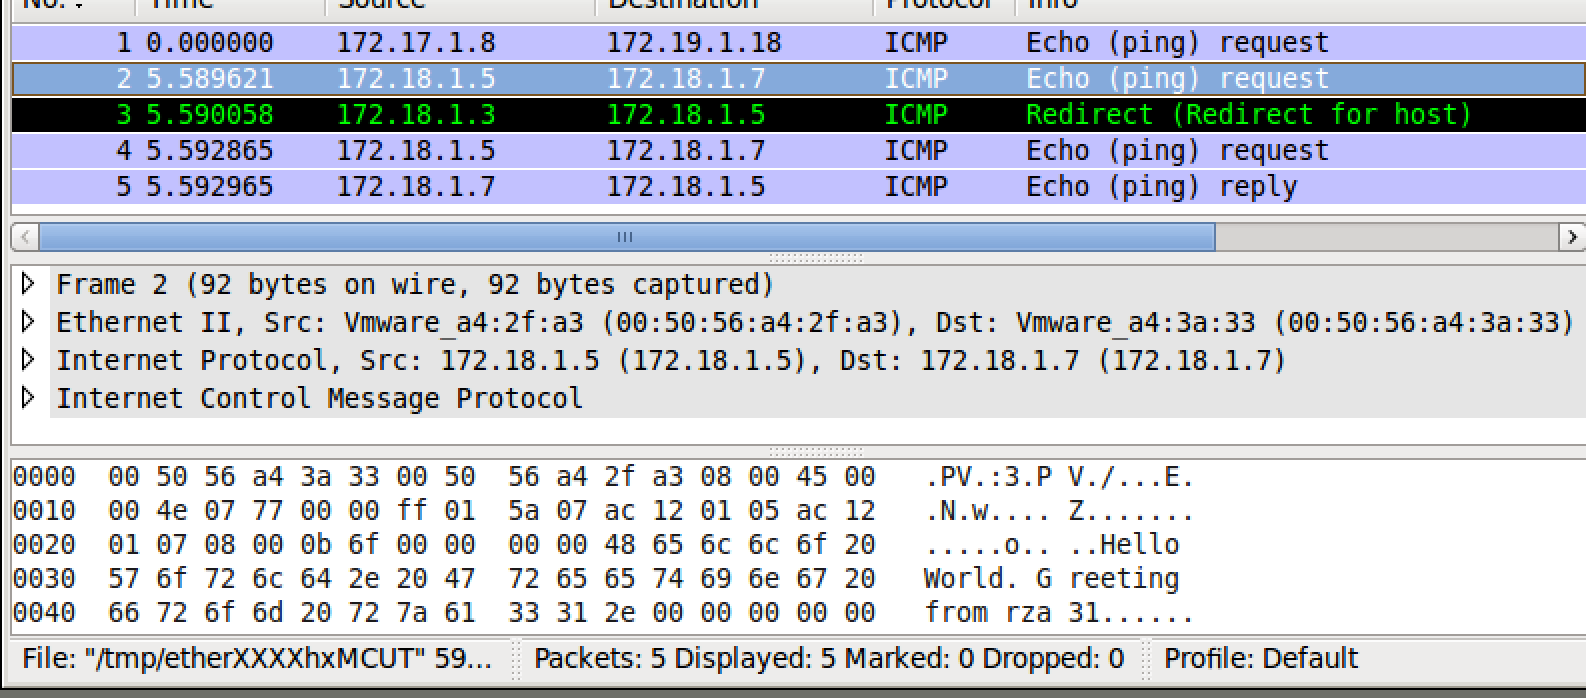 No. Time Source Destination Protocol Info
1 0.000000 172.17.1.8 172.19.1.18 ICMP Echo (ping) request
2 5.589621 172.18.1.5 172.18.1.7 ICMP Echo (ping) request
3 5.590058 172.18.1.3 172.18.1.5 ICMP Redirect (Redirect for host)
4 5.592865 172.18.1.5 172.18.1.7 ICMP Echo (ping) request
5 5.592965 172.18.1.7 172.18.1.5 ICMP Echo (ping) reply
Frame 2 (92 bytes on wire, 92 bytes captured)
Ethernet II, Src: Vmware_a4:2f:a3 (00:50:56:a4:2f:a3), Dst: Vmware_a4:3a:33 (00:50:56:a4:3a:33)
Internet Protocol, Src: 172.18.1.5 (172.18.1.5), Dst: 172.18.1.7 (172.18.1.7)
Internet Control Message Protocol
0000 00 50 56 a4 3a 33 00 50 56 a4 2f a3 08 00 45 00 .PV.:3.P V./...E.
0010 00 4e 07 77 00 00 ff 01 5a 07 ac 12 01 05 ac 12 .N.w.... Z.......
0020 01 07 08 00 0b 6f 00 00 00 00 48 65 6c 6c 6f 20 .....o.. ..Hello
0030 57 6f 72 6c 64 2e 20 47 72 65 65 74 69 6e 67 20 World. G reeting
0040 66 72 6f 6d 20 72 7a 61 33 31 2e 00 00 00 00 00 from rza 31......
File: "/tmp/etherXXXXhxMCUT" 59... Packets: 5 Displayed: 5 Marked: 0 Dropped: 0 Profile: Default